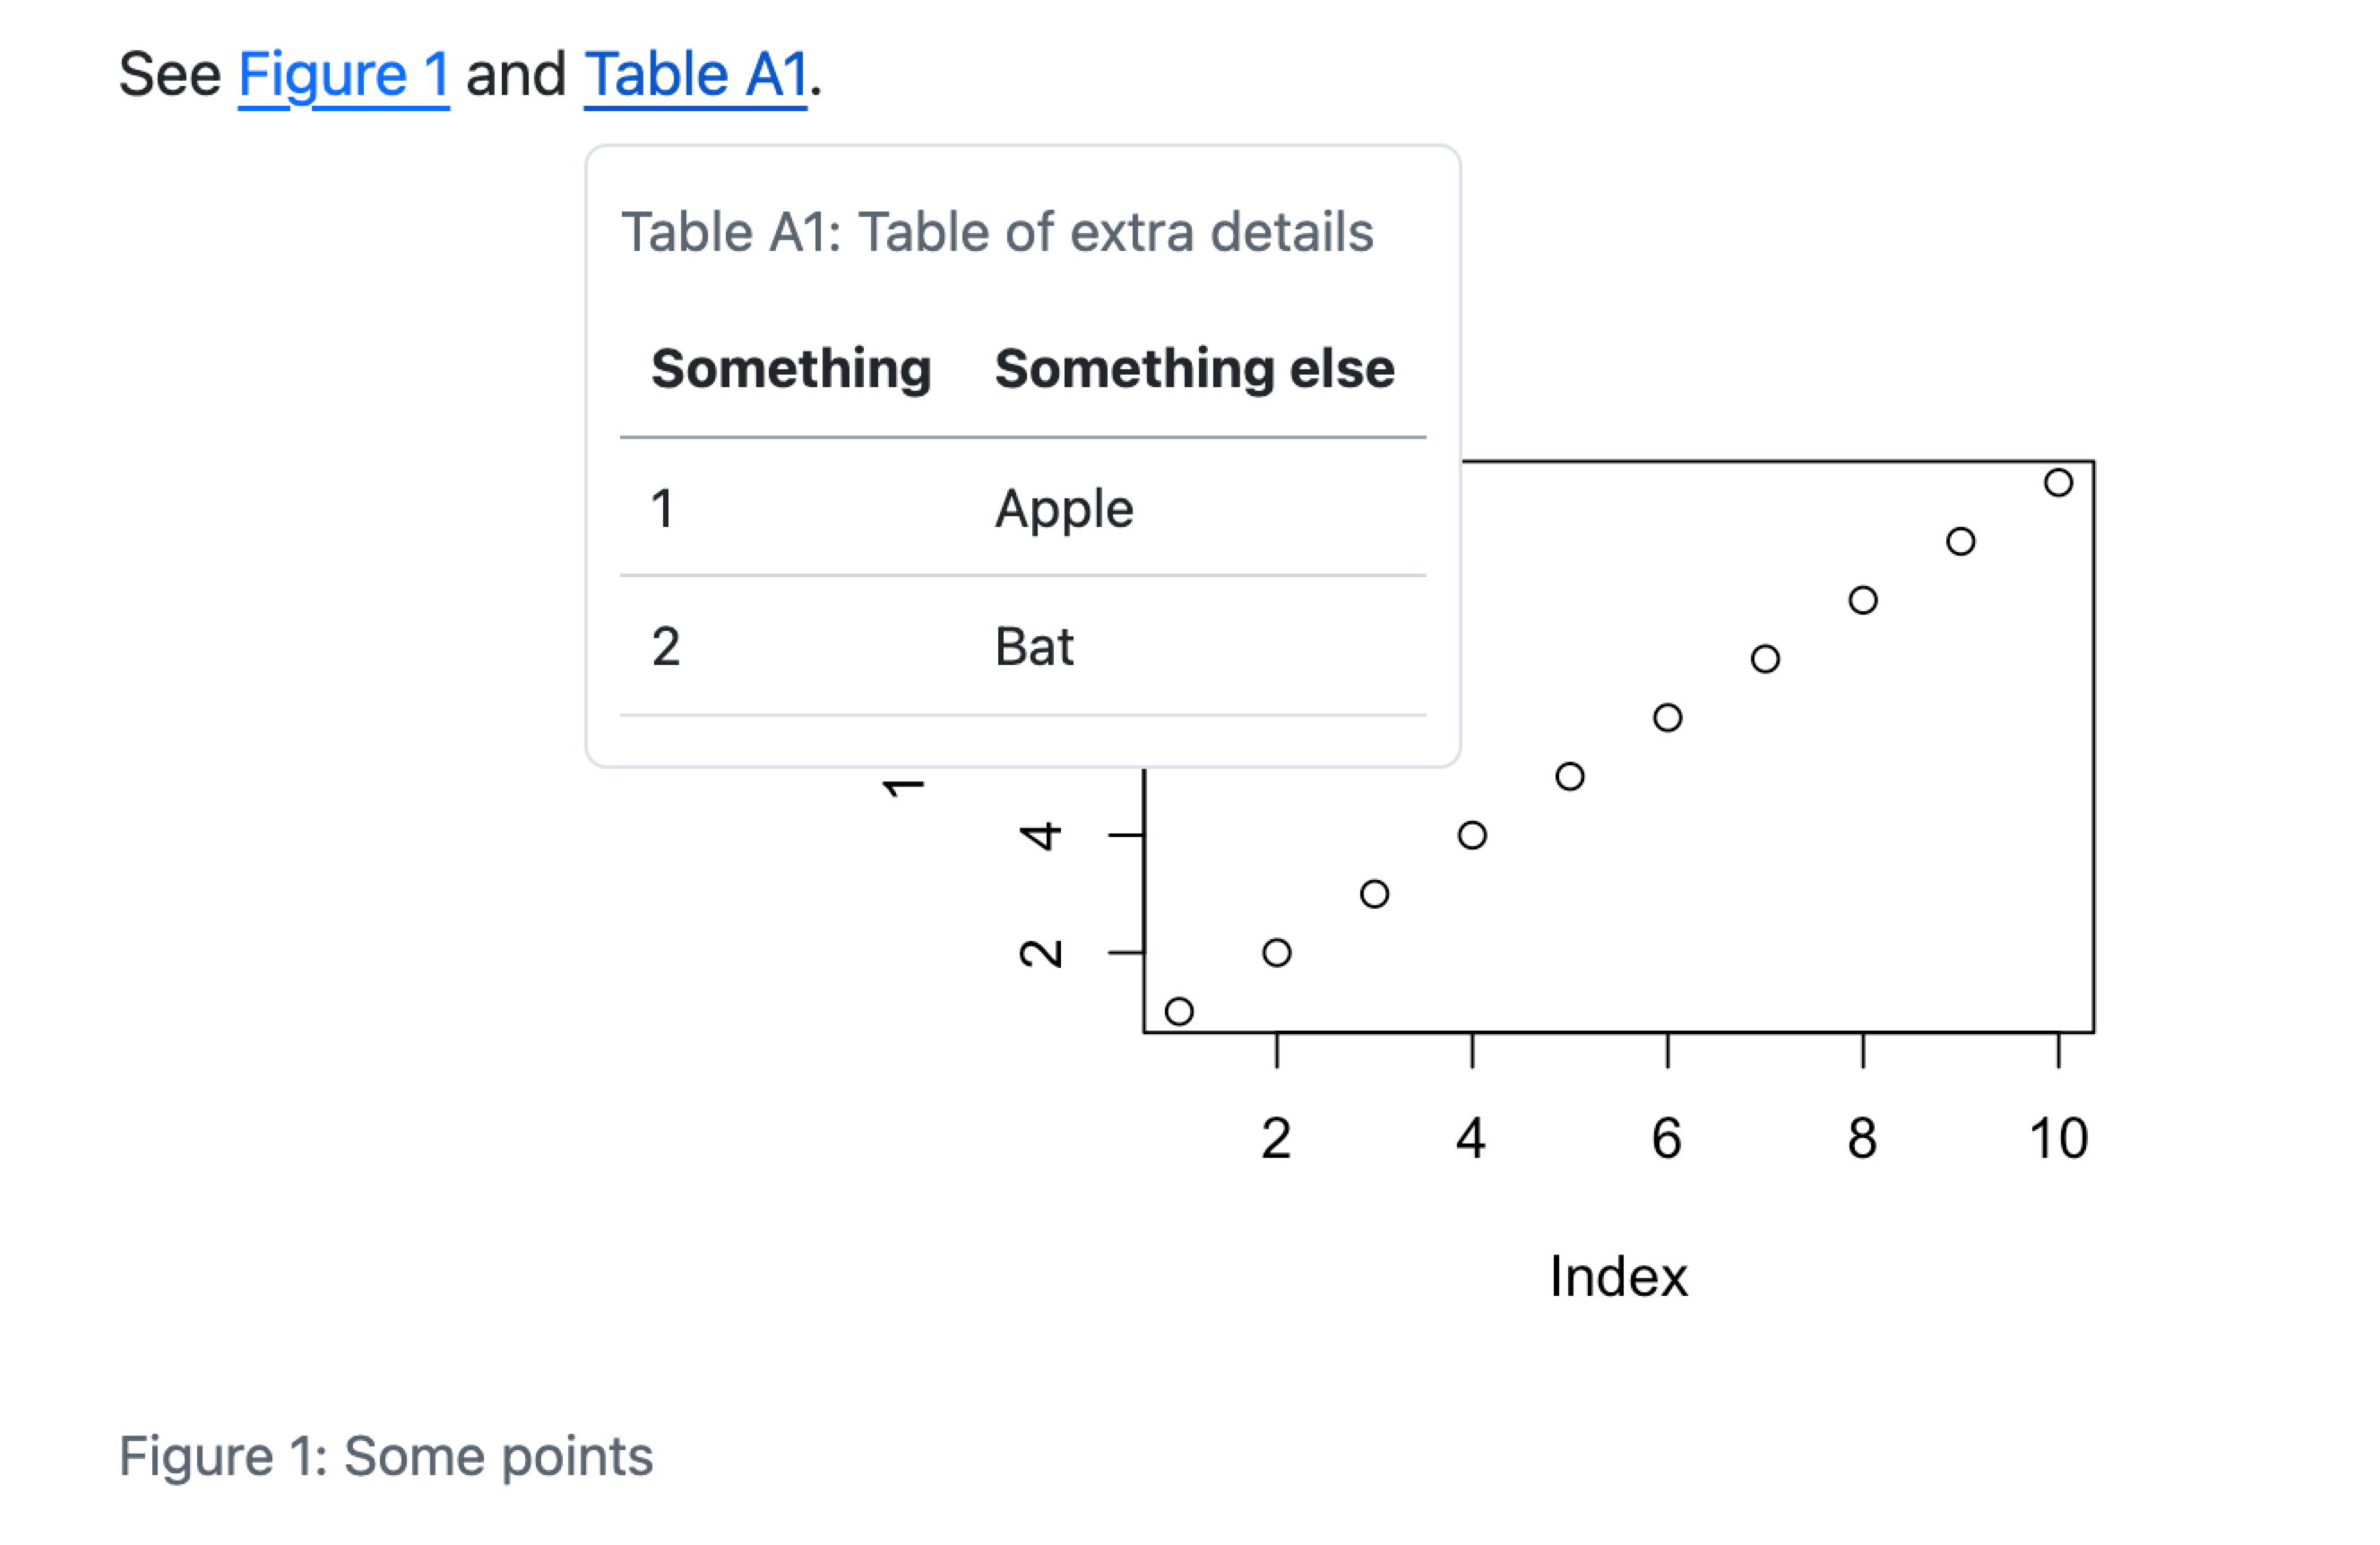 See Figure 1 and Table A1.
Table A1: Table of extra details
Something Something else
1 Apple
2 Bat
1
4
2
2 4 6 8 10
Index
Figure 1: Some points